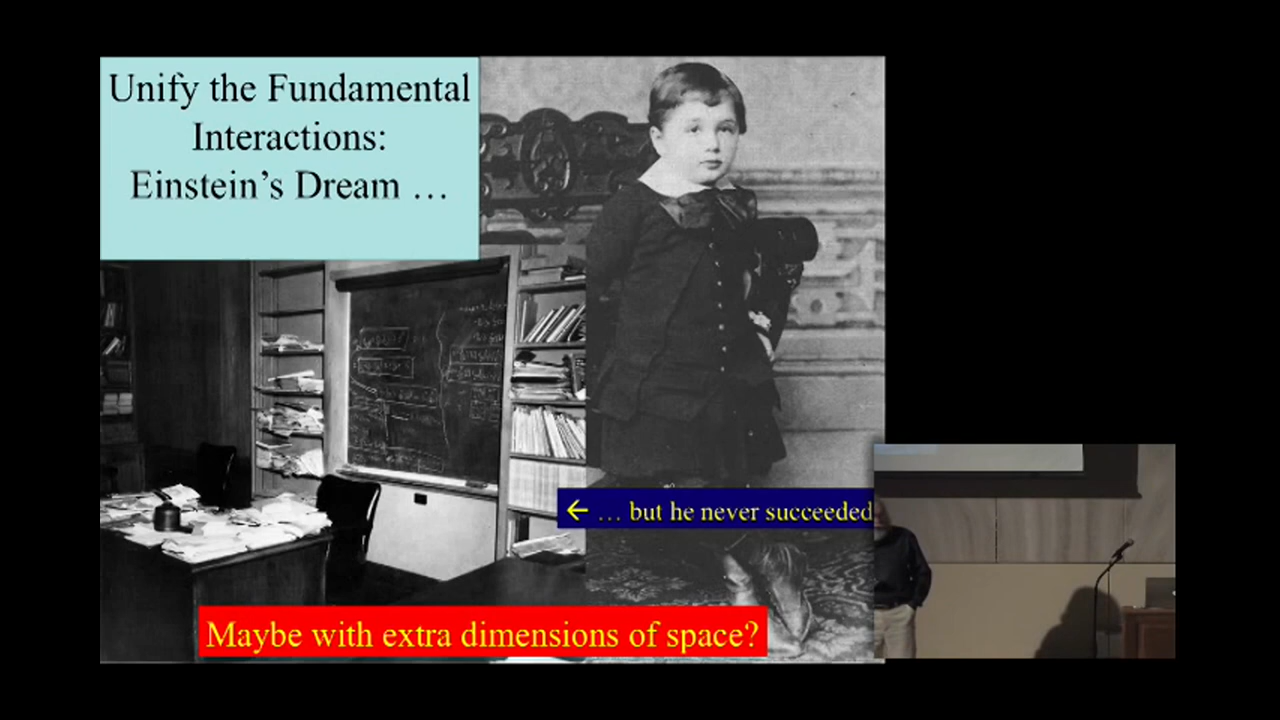 Unify the Fundamental
Interactions:
Einstein's Dream …
← … but he never succeeded
Maybe with extra dimensions of space?